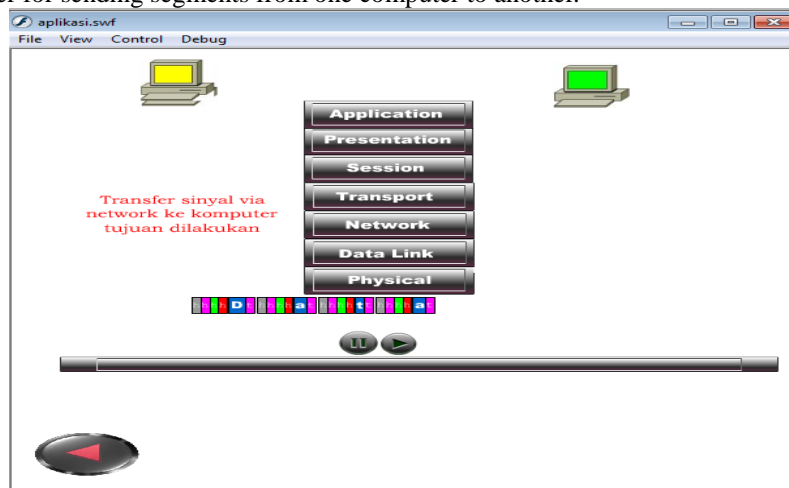 er for sending segments from one computer to another.
aplikasi.swf
File View Control Debug
Application
Presentation
Session
Transport
Network
Data Link
Physical
Transfer sinyal via
network ke komputer
tujuan dilakukan
D a t a